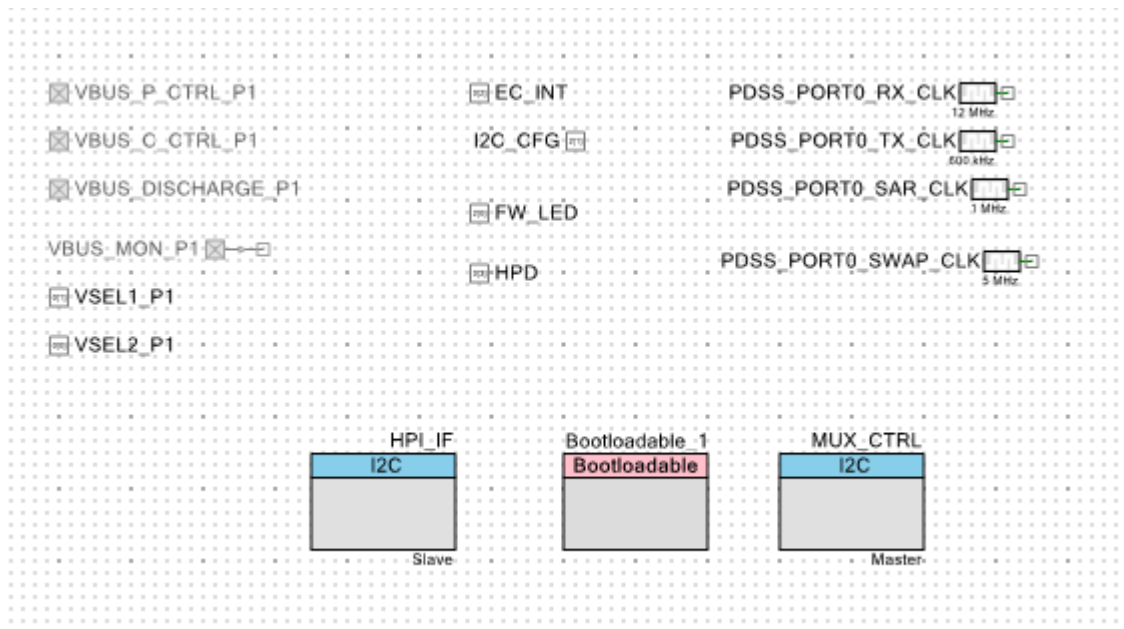 VBUS_P_CTRL_P1
EC_INT
PDSS_PORT0_RX_CLK
12 MHz
VBUS_C_CTRL_P1
I2C_CFG
PDSS_PORT0_TX_CLK
600 kHz
VBUS_DISCHARGE_P1
PDSS_PORT0_SAR_CLK
1 MHz
FW_LED
VBUS_MON_P1
HPD
PDSS_PORT0_SWAP_CLK
5 MHz
VSEL1_P1
VSEL2_P1
HPI_IF
I2C
Slave
Bootloadable_1
Bootloadable
MUX_CTRL
I2C
Master